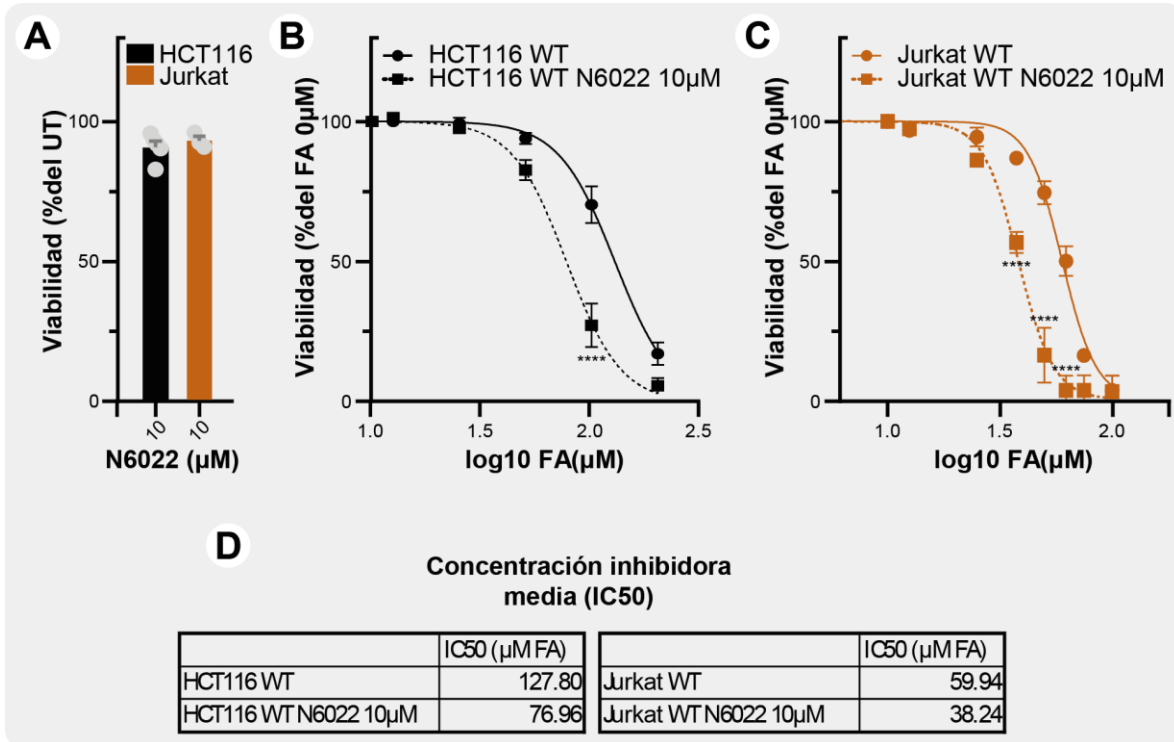 A
HCT116
Jurkat
Viabilidad (%del UT)
100
50
0
10
10
N6022 (µM)
B
HCT116 WT
HCT116 WT N6022 10µM
Viabilidad (%del FA 0µM)
100
50
0
****
1.0
1.5
2.0
2.5
log10 FA(µM)
C
Jurkat WT
Jurkat WT N6022 10µM
Viabilidad (%del FA 0µM)
100
50
0
****
****
****
1.0
1.5
2.0
log10 FA(µM)
D
Concentración inhibidora
media (IC50)
IC50 (µM FA)
HCT116 WT 127.80
HCT116 WT N6022 10µM 76.96
IC50 (µM FA)
Jurkat WT 59.94
Jurkat WT N6022 10µM 38.24